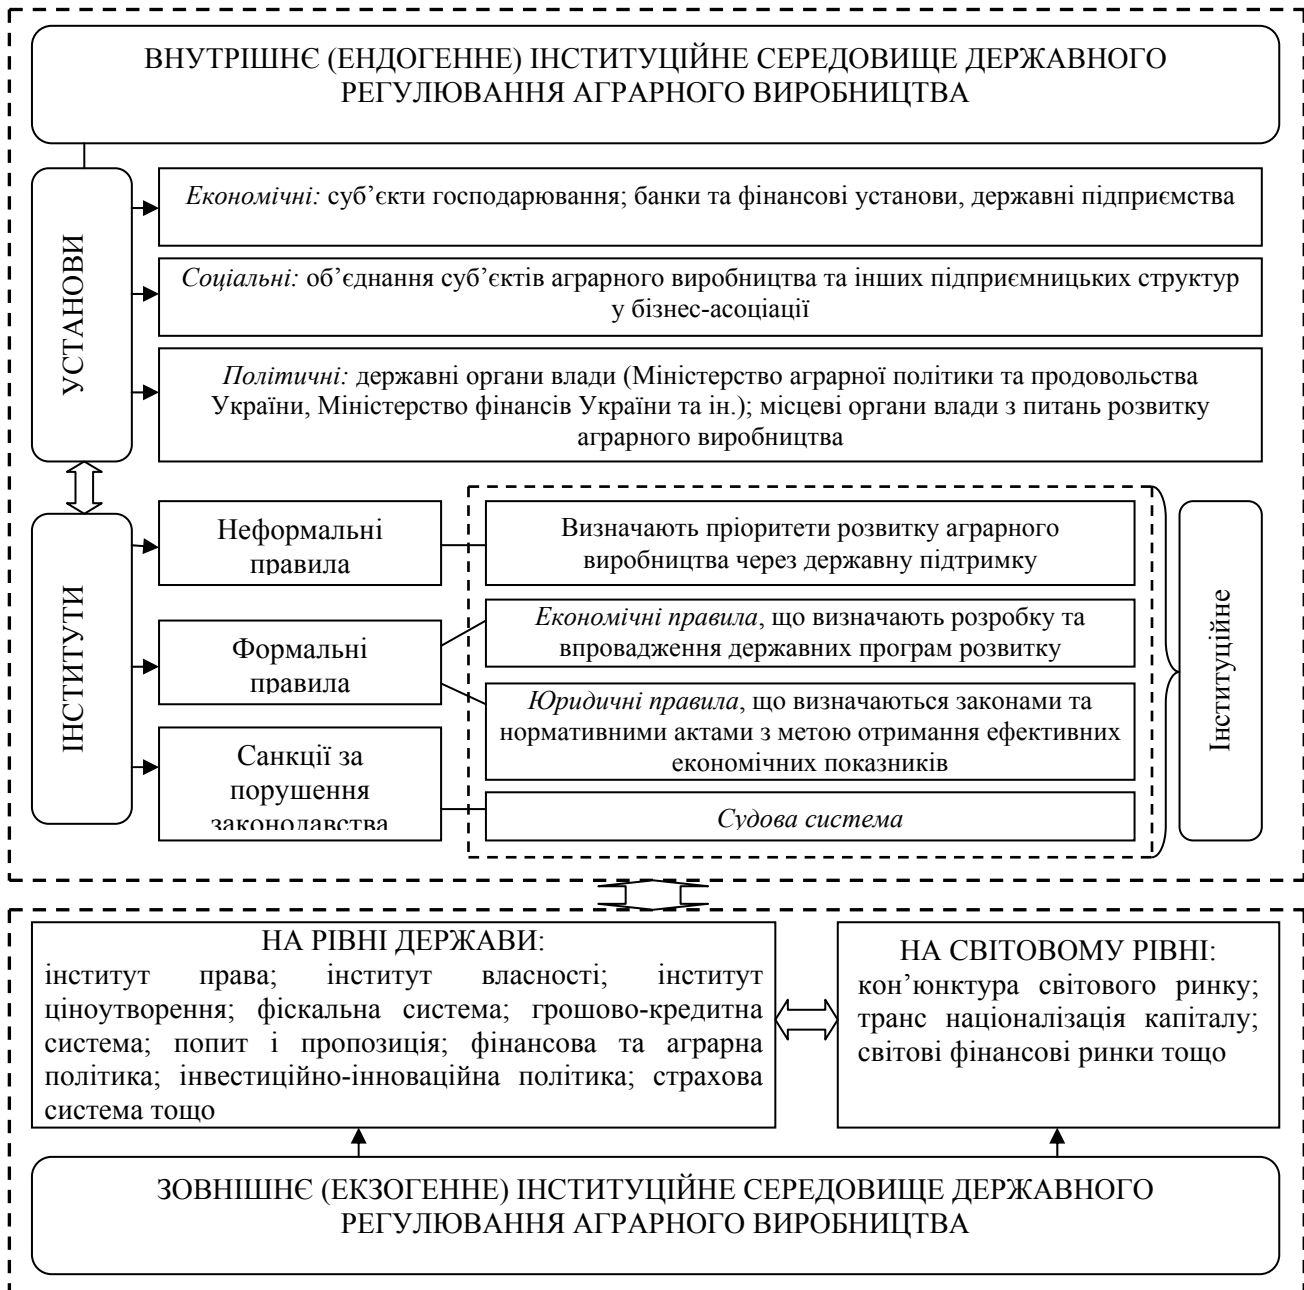 ВНУТРІШНЄ (ЕНДОГЕННЕ) ІНСТИТУЦІЙНЕ СЕРЕДОВИЩЕ ДЕРЖАВНОГО
РЕГУЛЮВАННЯ АГРАРНОГО ВИРОБНИЦТВА
УСТАНОВИ
Економічні: суб’єкти господарювання; банки та фінансові установи, державні підприємства
Соціальні: об’єднання суб’єктів аграрного виробництва та інших підприємницьких структур
у бізнес-асоціації
Політичні: державні органи влади (Міністерство аграрної політики та продовольства
України, Міністерство фінансів України та ін.); місцеві органи влади з питань розвитку
аграрного виробництва
ІНСТИТУТИ
Неформальні
правила
Визначають пріоритети розвитку аграрного
виробництва через державну підтримку
Формальні
правила
Економічні правила, що визначають розробку та
впровадження державних програм розвитку
Юридичні правила, що визначаються законами та
нормативними актами з метою отримання ефективних
економічних показників
Санкції за
порушення
законодавства
Судова система
Інституційне
НА РІВНІ ДЕРЖАВИ:
інститут права; інститут власності; інститут
ціноутворення; фіскальна система; грошово-кредитна
система; попит і пропозиція; фінансова та аграрна
політика; інвестиційно-інноваційна політика; страхова
система тощо
НА СВІТОВОМУ РІВНІ:
кон’юнктура світового ринку;
транс націоналізація капіталу;
світові фінансові ринки тощо
ЗОВНІШНЄ (ЕКЗОГЕННЕ) ІНСТИТУЦІЙНЕ СЕРЕДОВИЩЕ ДЕРЖАВНОГО
РЕГУЛЮВАННЯ АГРАРНОГО ВИРОБНИЦТВА